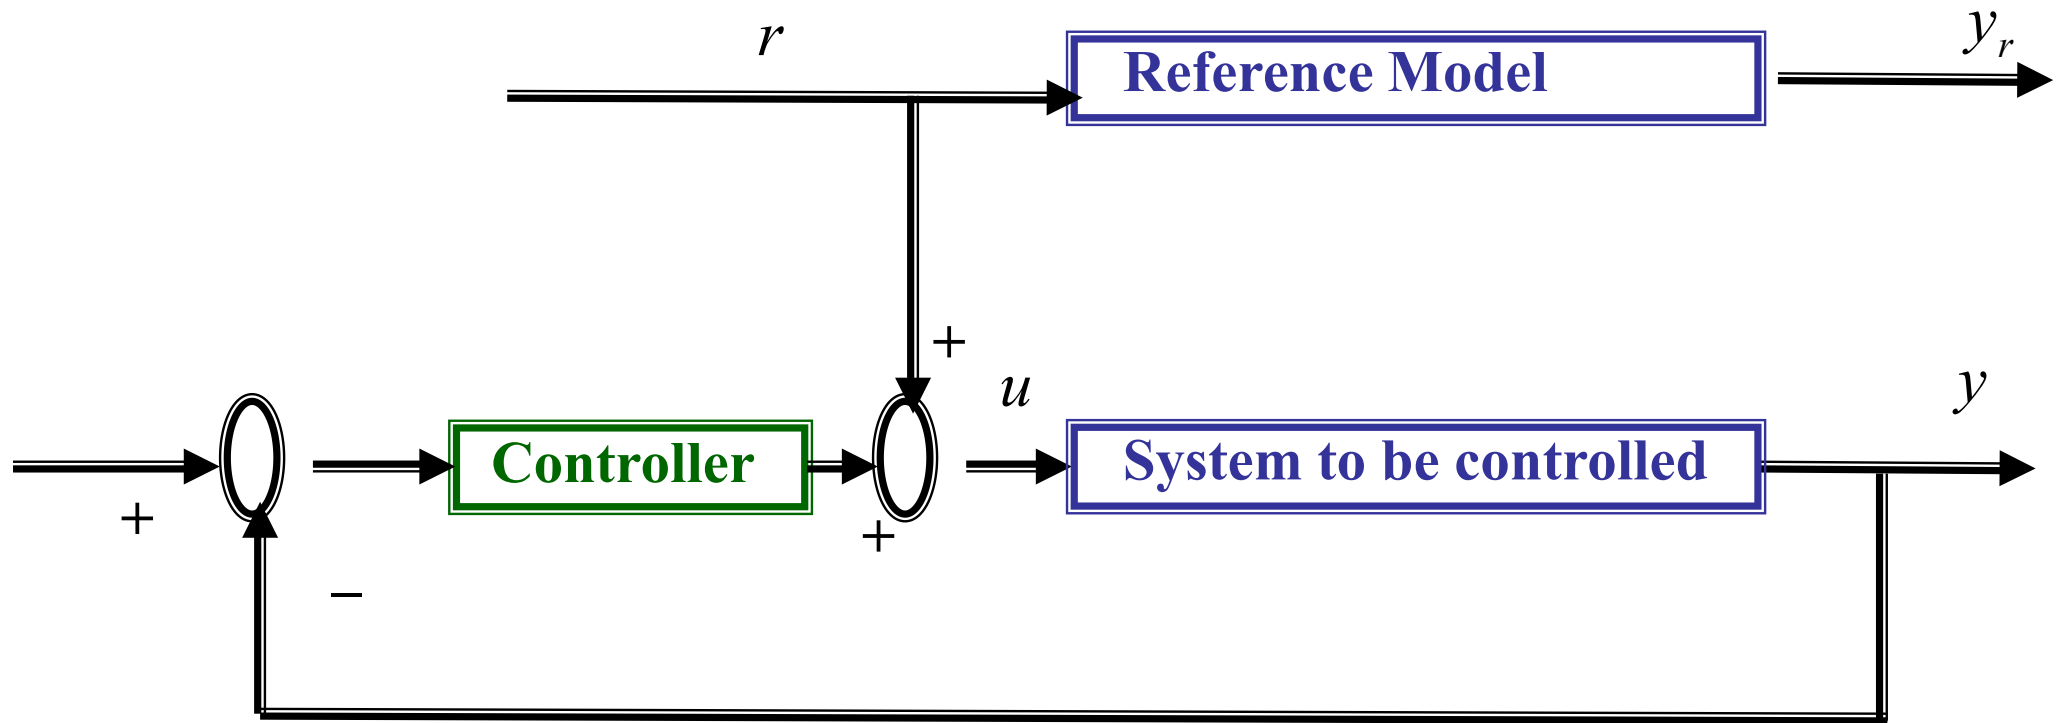 r
Reference Model
y_r
+
u
y
Controller
System to be controlled
+
+
−